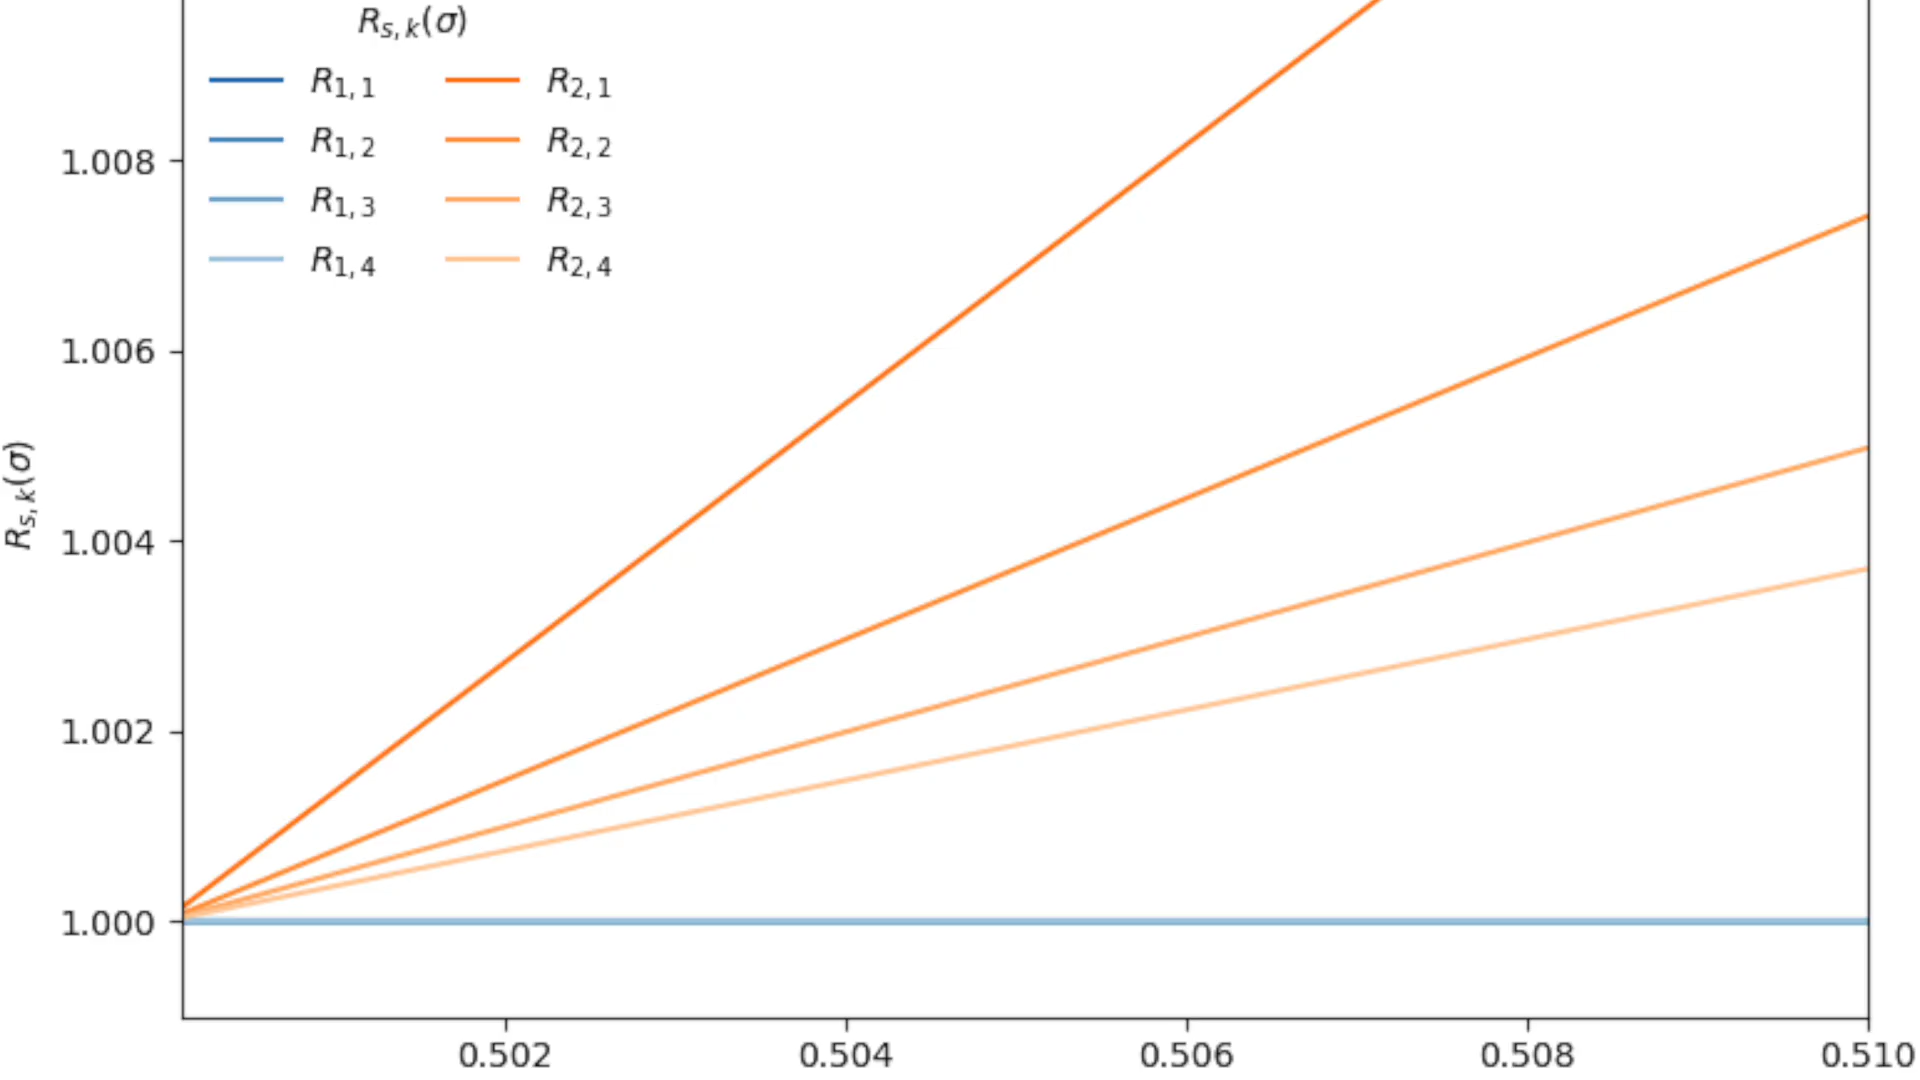 R_{s,k}(σ)
R_{1,1} R_{2,1}
R_{1,2} R_{2,2}
R_{1,3} R_{2,3}
R_{1,4} R_{2,4}
1.008
1.006
1.004
1.002
1.000
R_{s,k}(σ)
0.502 0.504 0.506 0.508 0.510